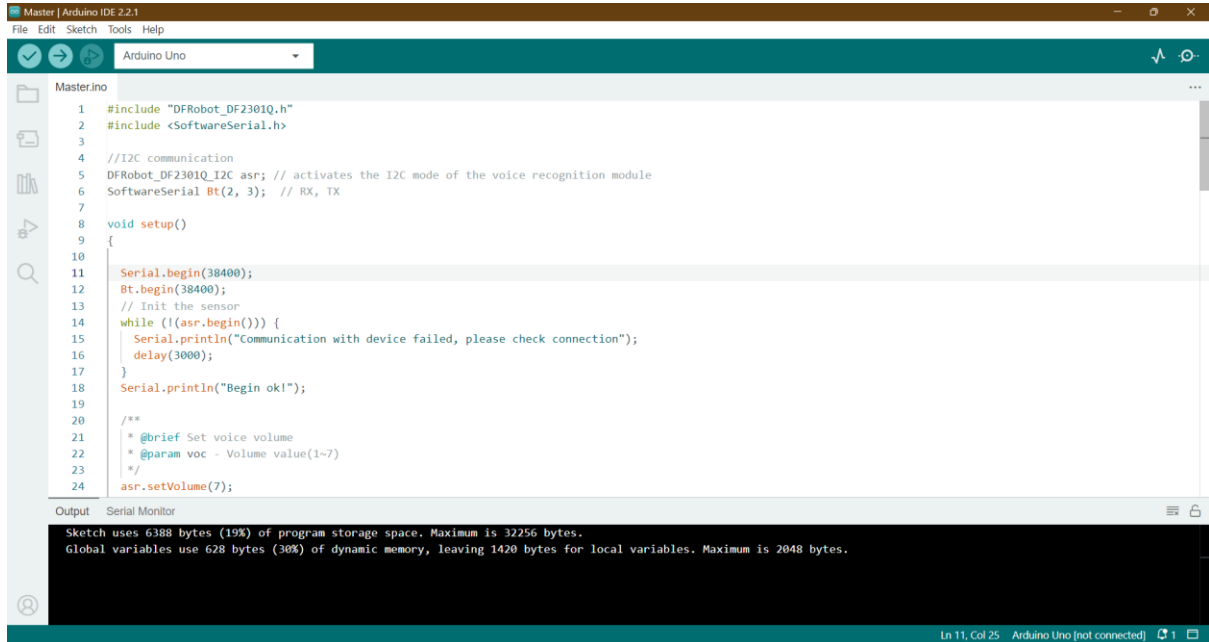 Master | Arduino IDE 2.2.1
File Edit Sketch Tools Help
Arduino Uno
Master.ino
1 #include "DFRobot_DF2301Q.h"
2 #include <SoftwareSerial.h>
3
4 //I2C communication
5 DFRobot_DF2301Q_I2C asr; // activates the I2C mode of the voice recognition module
6 SoftwareSerial Bt(2, 3); // RX, TX
7
8 void setup()
9 {
10
11 Serial.begin(38400);
12 Bt.begin(38400);
13 // Init the sensor
14 while (!(asr.begin())) {
15 Serial.println("Communication with device failed, please check connection");
16 delay(3000);
17 }
18 Serial.println("Begin ok!");
19
20 /**
21 * @brief Set voice volume
22 * @param voc - Volume value(1~7)
23 */
24 asr.setVolume(7);
Output Serial Monitor
Sketch uses 6388 bytes (19%) of program storage space. Maximum is 32256 bytes.
Global variables use 628 bytes (30%) of dynamic memory, leaving 1420 bytes for local variables. Maximum is 2048 bytes.
Ln 11, Col 25 Arduino Uno [not connected] 1